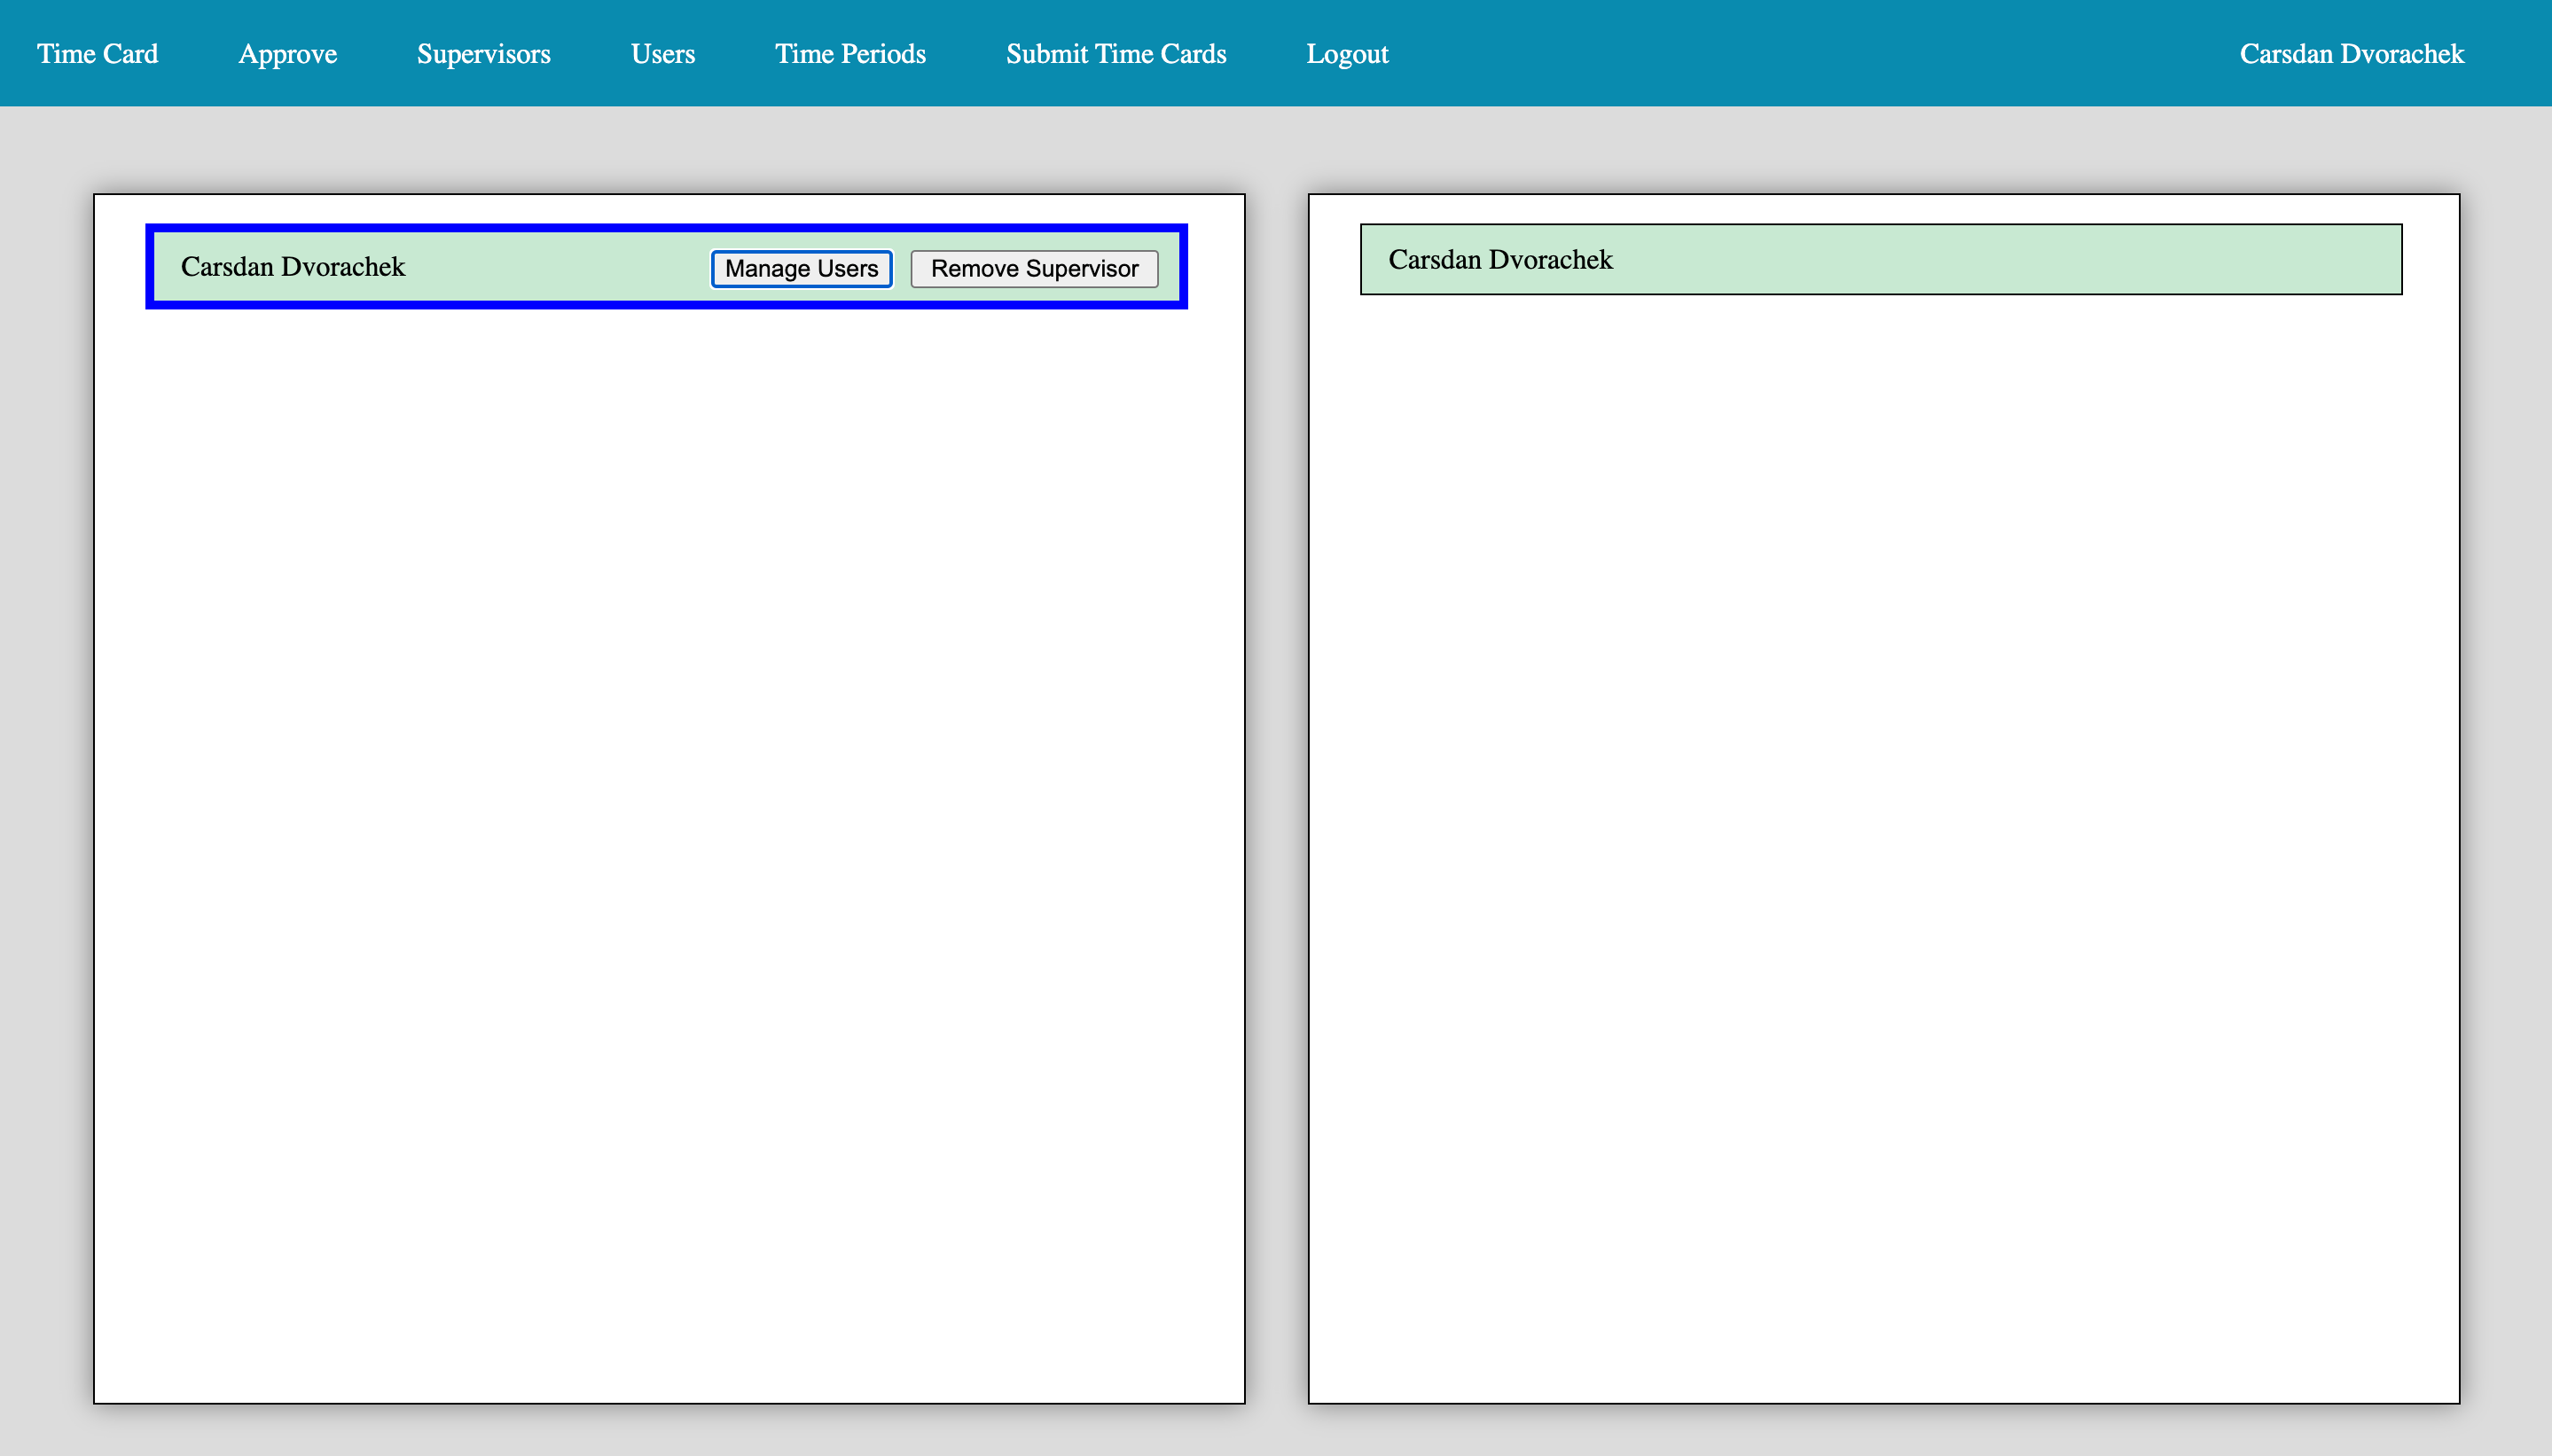 Time Card Approve Supervisors Users Time Periods Submit Time Cards Logout Carsdan Dvorachek
Carsdan Dvorachek Manage Users Remove Supervisor
Carsdan Dvorachek